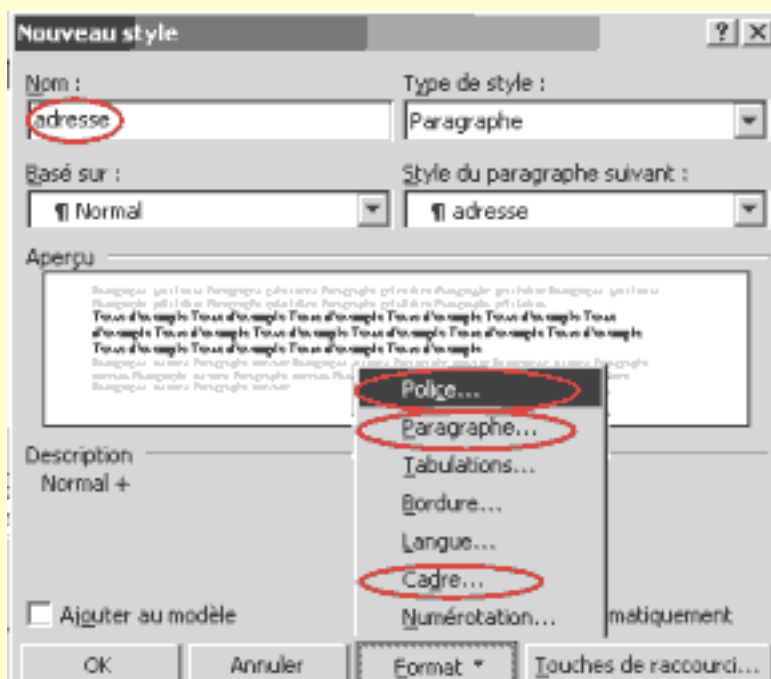 Nouveau style
Nom :
Type de style :
adresse
Paragraphe
Basé sur :
Style du paragraphe suivant :
¶ Normal
¶ adresse
Aperçu
Police...
Paragraphe...
Description
Tabulations...
Normal +
Bordure...
Langue...
Cadre...
Ajouter au modèle
Numérotation...
matiquement
OK
Annuler
Format
Touches de raccourci...